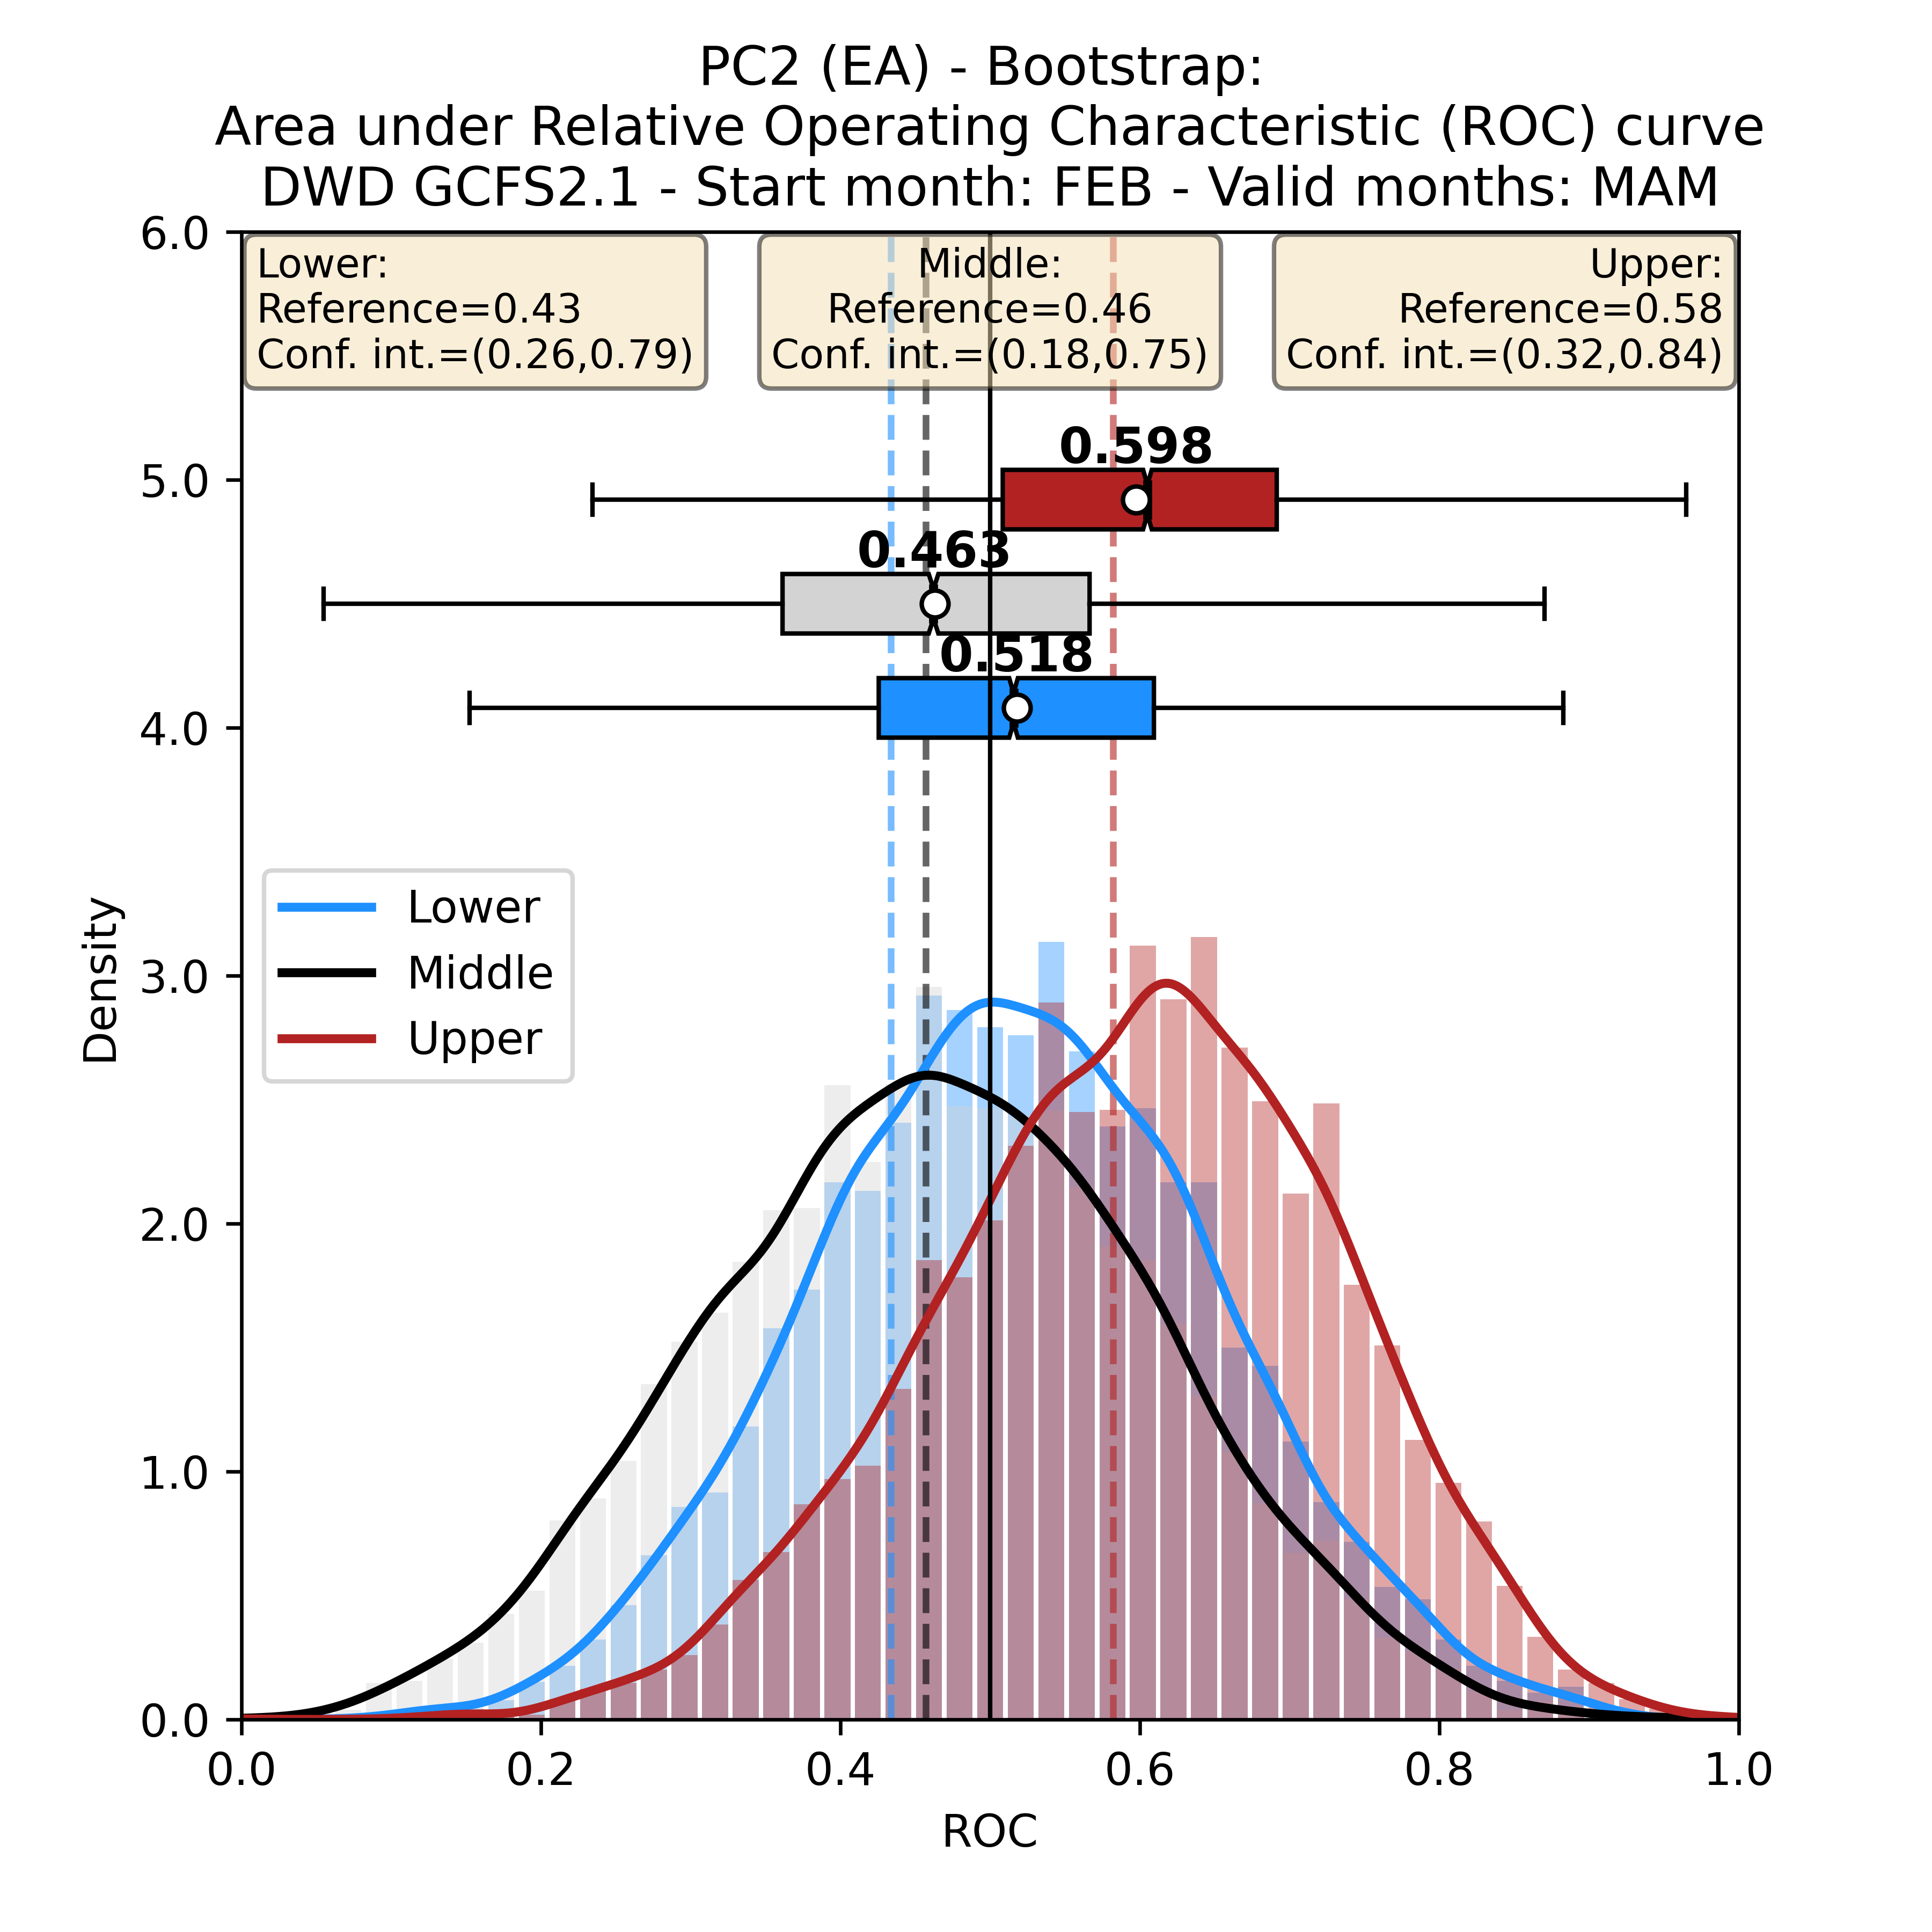 PC2 (EA) - Bootstrap:
Area under Relative Operating Characteristic (ROC) curve
DWD GCFS2.1 - Start month: FEB - Valid months: MAM
Lower:
Reference=0.43
Conf. int.=(0.26,0.79)
Middle:
Reference=0.46
Conf. int.=(0.18,0.75)
Upper:
Reference=0.58
Conf. int.=(0.32,0.84)
0.598
0.463
0.518
Lower
Middle
Upper
Density
6.0
5.0
4.0
3.0
2.0
1.0
0.0
0.0 0.2 0.4 0.6 0.8 1.0
ROC